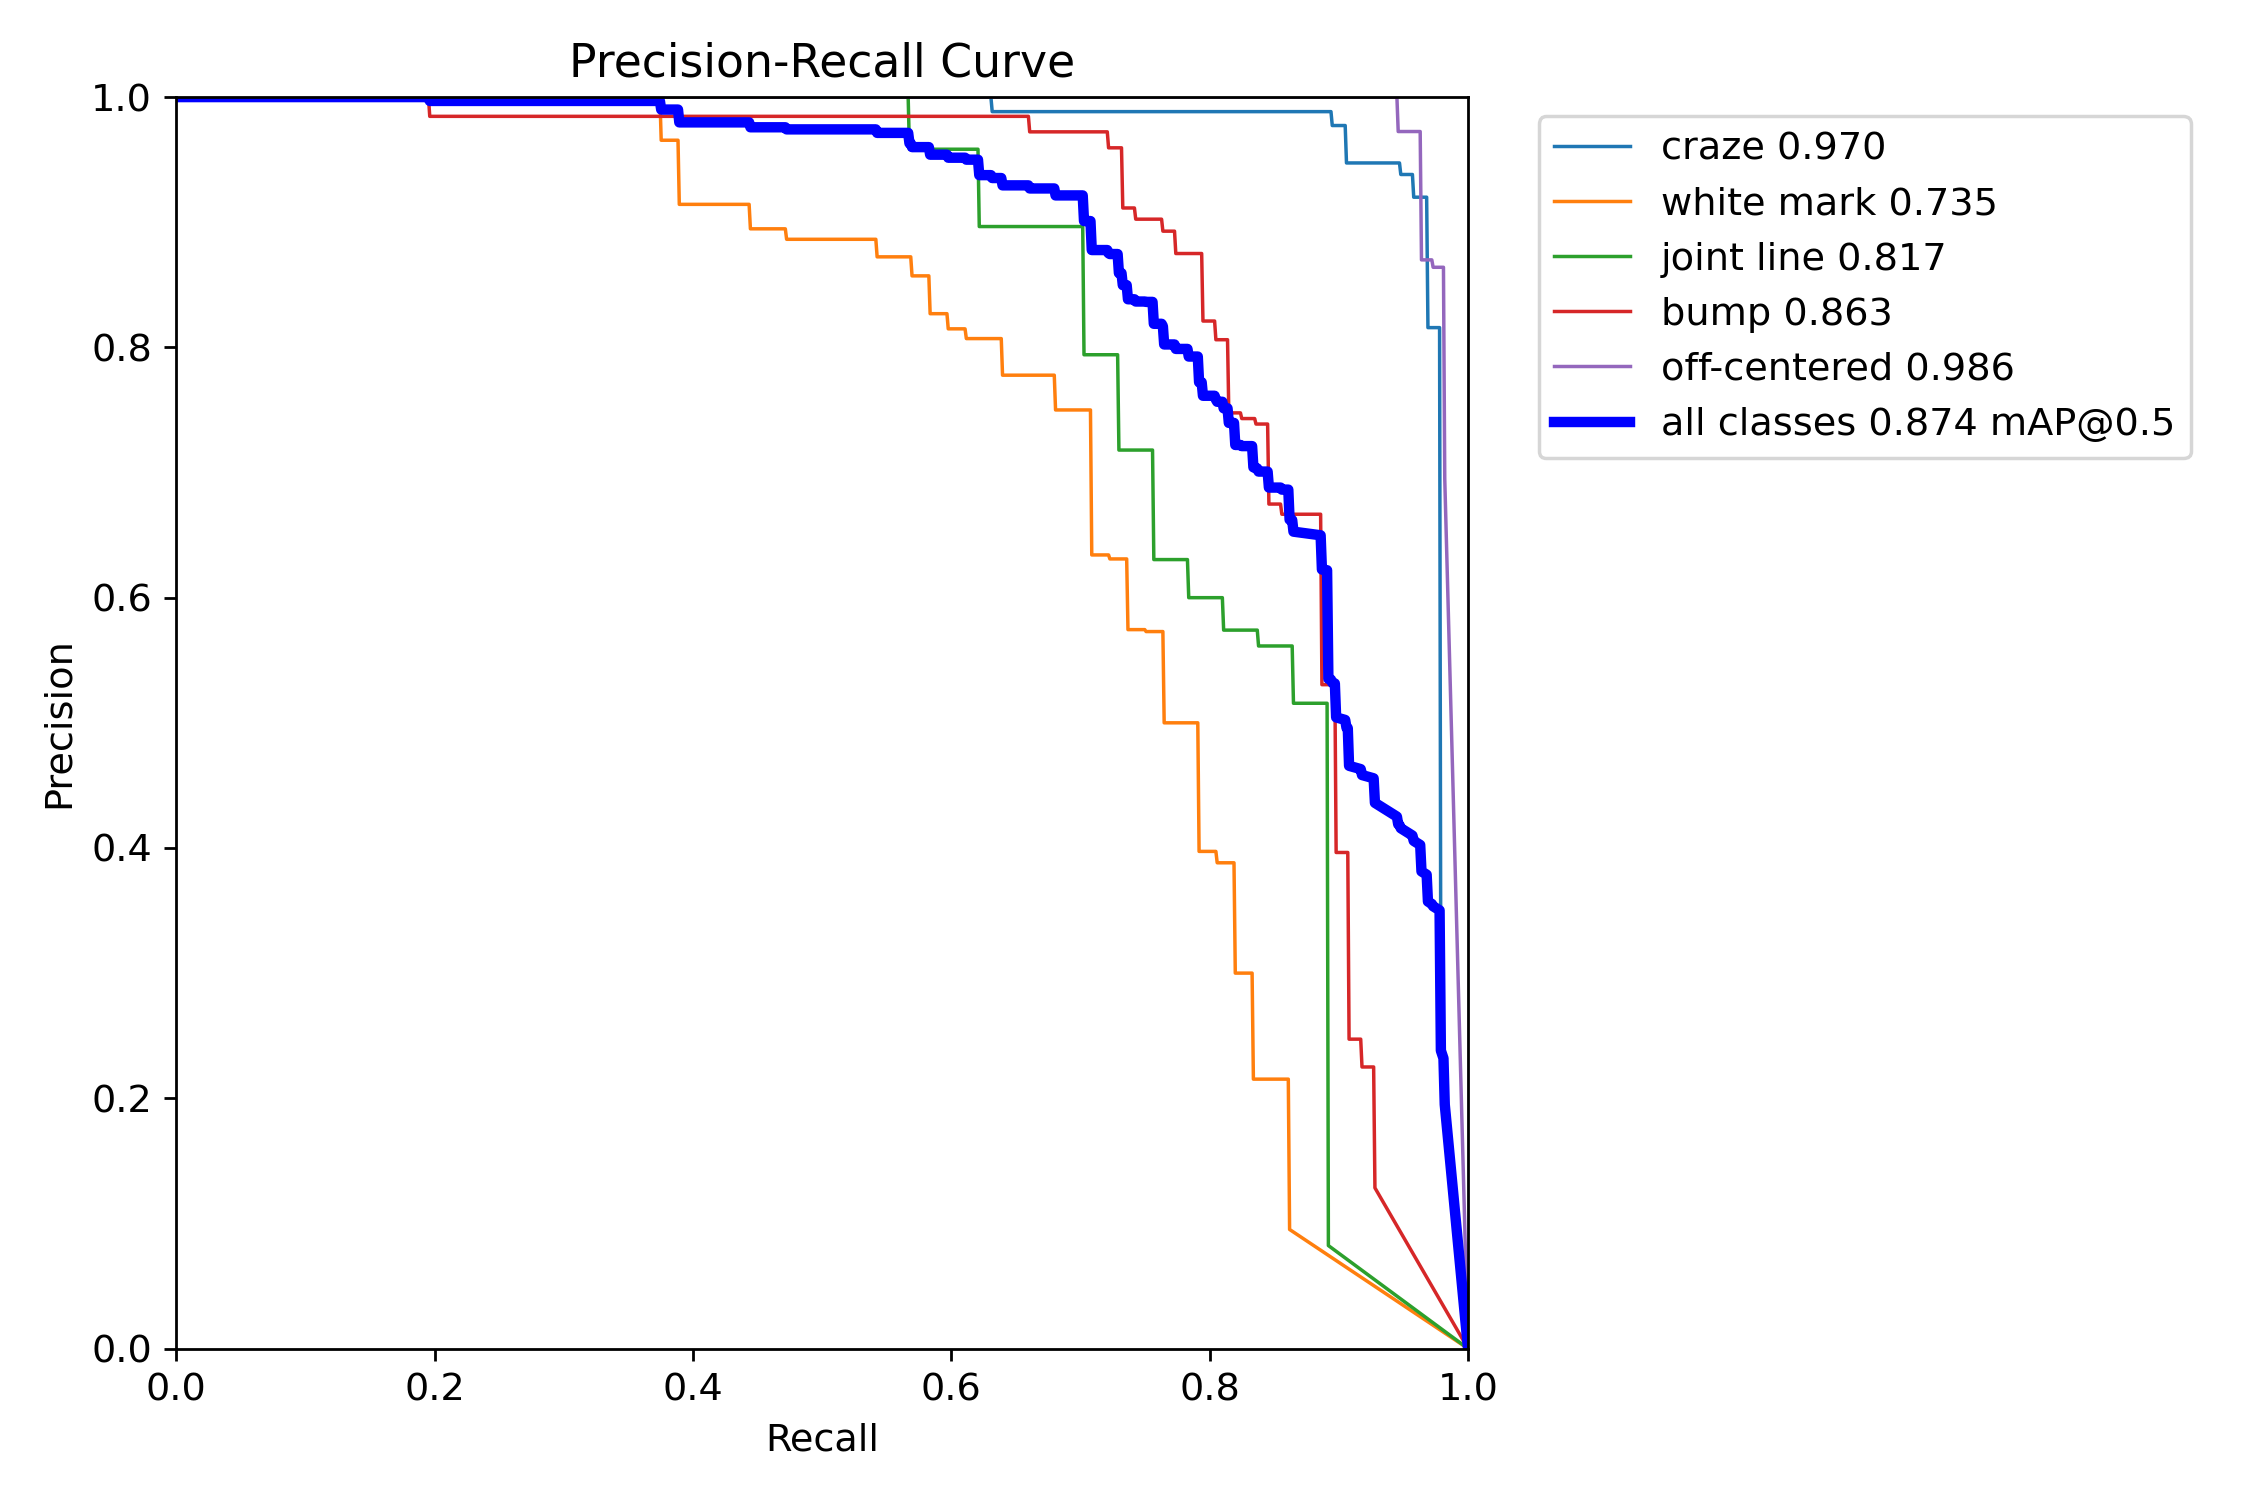 Precision-Recall Curve
1.0
0.8
0.6
0.4
0.2
0.0
Precision
0.0 0.2 0.4 0.6 0.8 1.0
Recall
craze 0.970
white mark 0.735
joint line 0.817
bump 0.863
off-centered 0.986
all classes 0.874 mAP@0.5